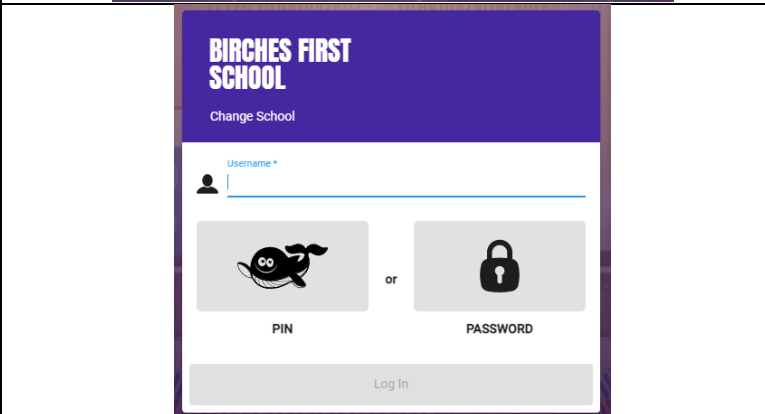 BIRCHES FIRST
SCHOOL
Change School
Username *
or
PIN
PASSWORD
Log In